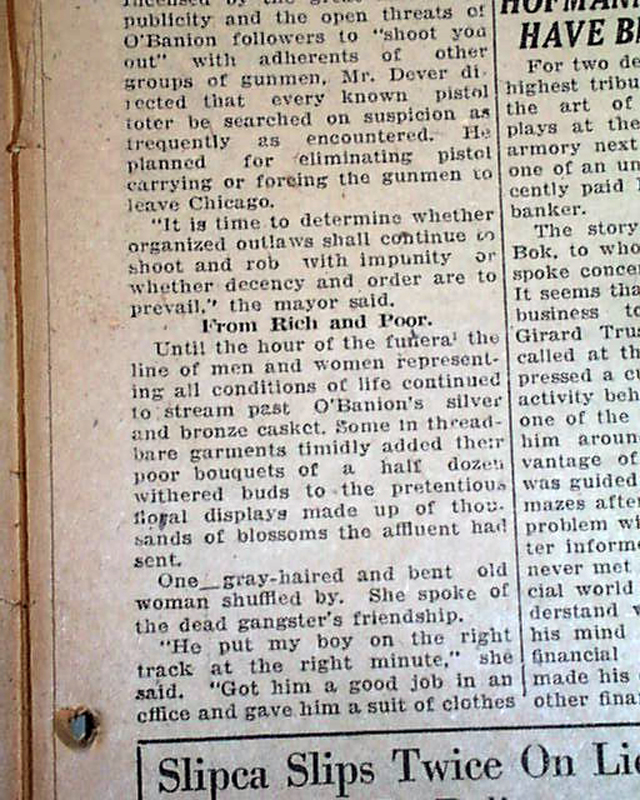 publicity and the open threats of
O'Banion followers to "shoot you
out" with adherents of other
groups of gunmen, Mr. Dever di-
rected that every known pistol
toter be searched on suspicion as
frequently as encountered. He
planned for eliminating pistol
carrying or forcing the gunmen to
leave Chicago.
"It is time to determine whether
organized outlaws shall continue to
shoot and rob with impunity or
whether decency and order are to
prevail," the mayor said.
From Rich and Poor.
Until the hour of the funeral the
line of men and women represent-
ing all conditions of life continued
to stream past O'Banion's silver
and bronze casket. Some in thread-
bare garments timidly added their
poor bouquets of a half dozen
withered buds to the pretentious
floral displays made up of thou-
sands of blossoms the affluent had
sent.
One gray-haired and bent old
woman shuffled by. She spoke of
the dead gangster's friendship.
"He put my boy on the right
track at the right minute," she
said. "Got him a good job in an
office and gave him a suit of clothes
HAVE B
For two de
highest tribu
the art of
plays at the
armory next
one of an un
cently paid
banker.
The story
Bok, to who
spoke conce
It seems tha
business to
Girard Trus
called at th
pressed a cu
activity beh
one of the
him aroun
vantage of
was guided
mazes afte
problem wi
ter inform
never met
cial world
derstand w
his mind
financial
made his
other fina
Slipca Slips Twice On Li